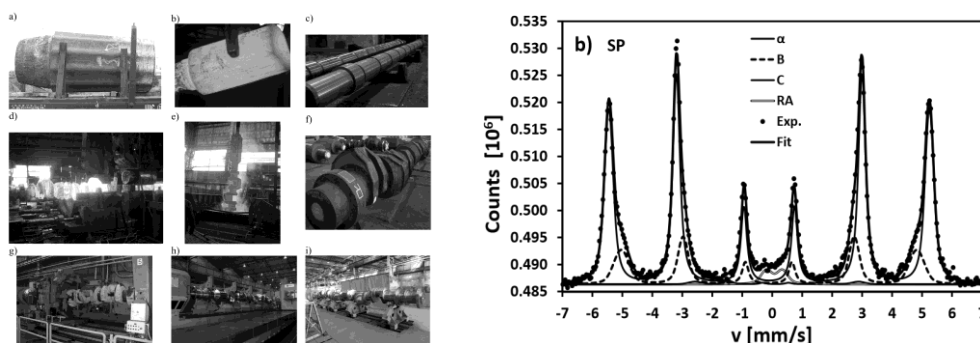 a)
b)
c)
d)
e)
f)
g)
h)
i)
b) SP
α
B
C
RA
Exp.
Fit
Counts [10⁶]
0.535
0.530
0.525
0.520
0.515
0.510
0.505
0.500
0.495
0.490
0.485
-7 -6 -5 -4 -3 -2 -1 0 1 2 3 4 5 6 7
v [mm/s]